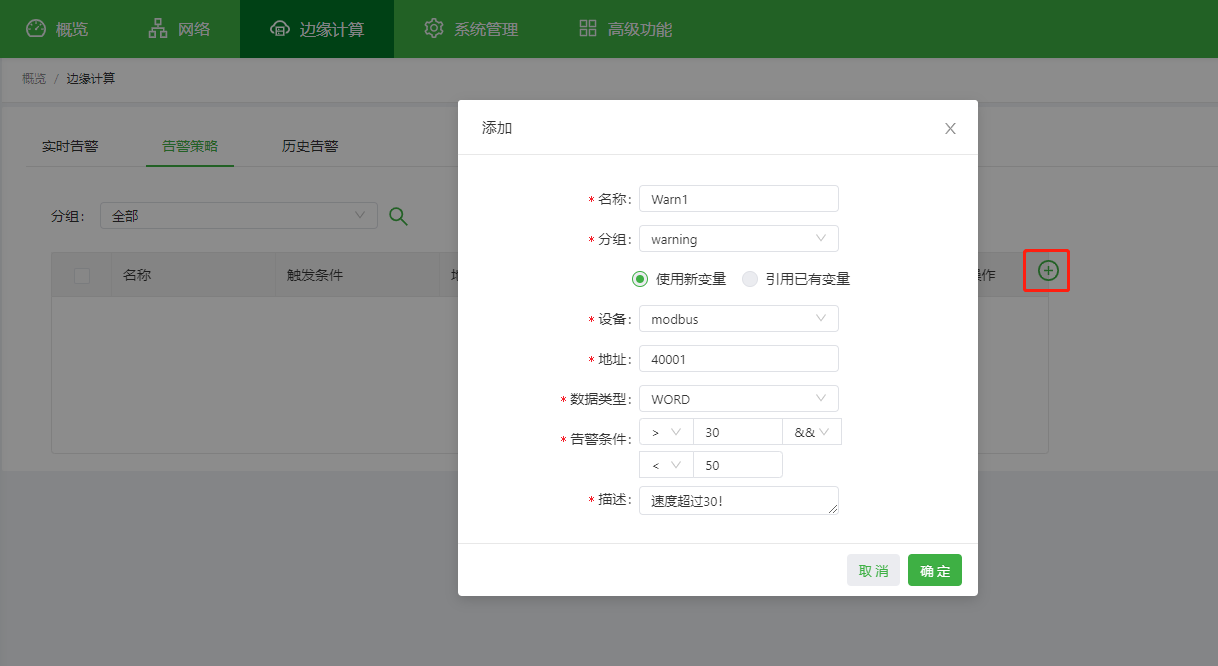 概览 网络 边缘计算 系统管理 高级功能
概览 / 边缘计算
实时告警 告警策略 历史告警
分组: 全部
名称 触发条件
添加
* 名称: Warn1
* 分组: warning
使用新变量 引用已有变量
* 设备: modbus
* 地址: 40001
* 数据类型: WORD
* 告警条件: > 30 &&
< 50
* 描述: 速度超过30!
取消 确定